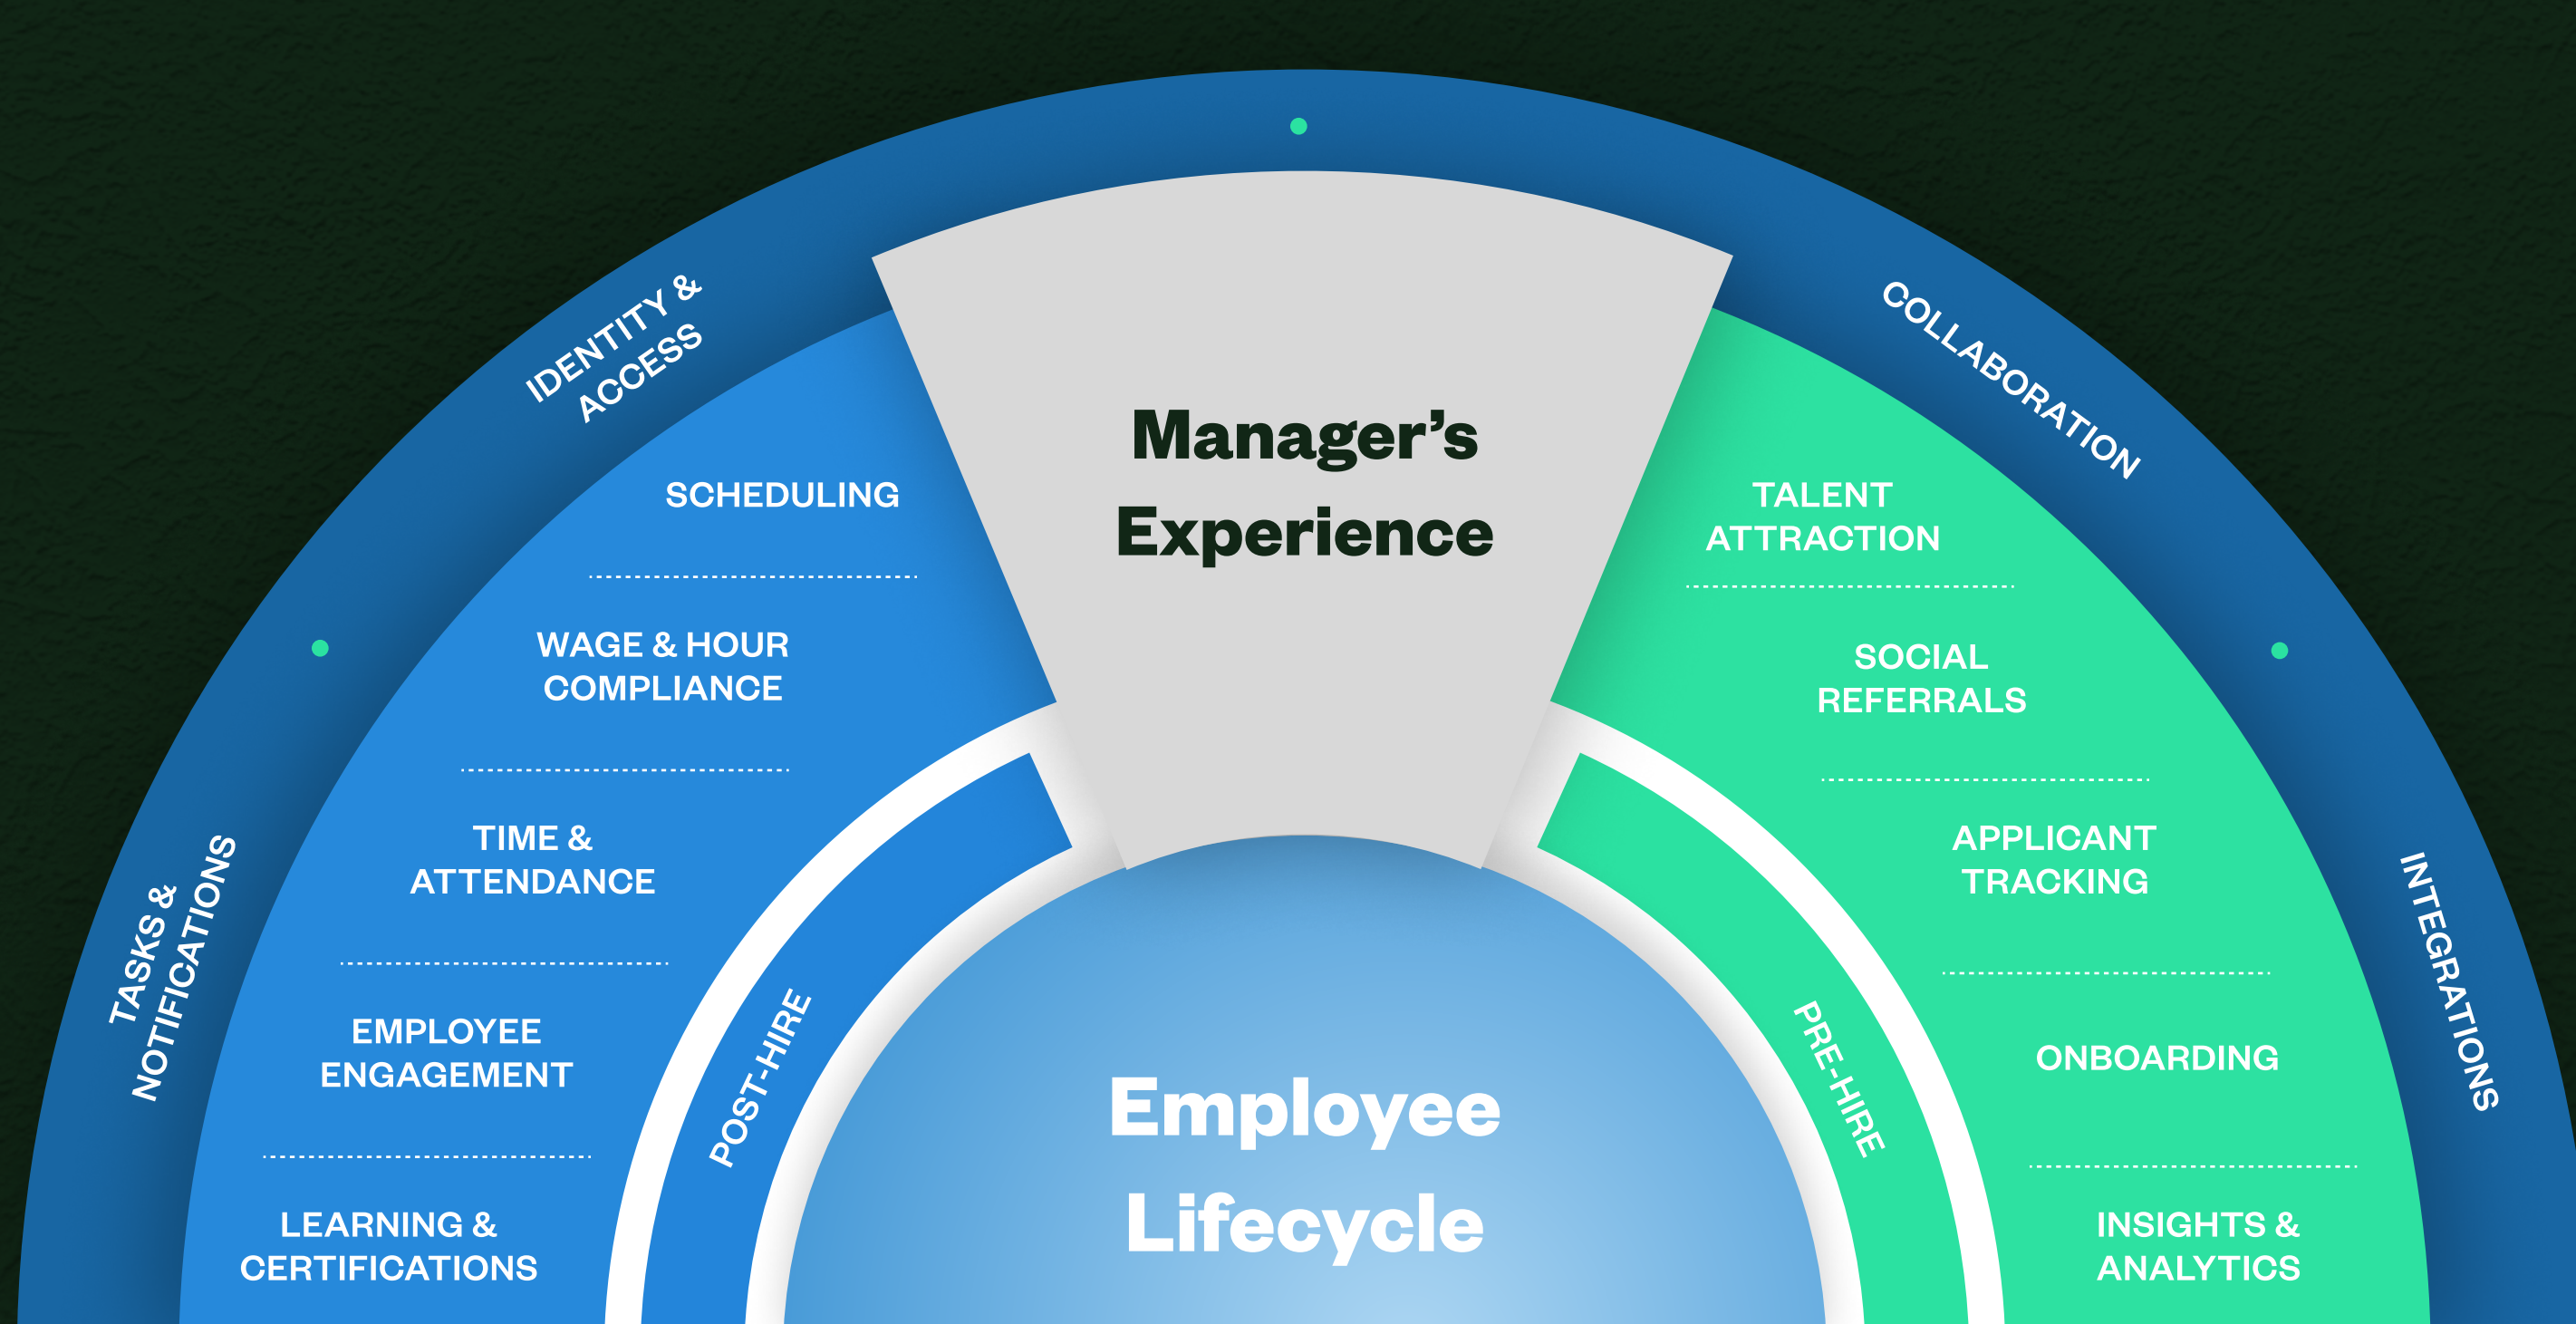 IDENTITY &
ACCESS
COLLABORATION
TASKS &
NOTIFICATIONS
INTEGRATIONS
Manager’s
Experience
SCHEDULING
WAGE & HOUR
COMPLIANCE
TIME &
ATTENDANCE
EMPLOYEE
ENGAGEMENT
LEARNING &
CERTIFICATIONS
POST-HIRE
TALENT
ATTRACTION
SOCIAL
REFERRALS
APPLICANT
TRACKING
ONBOARDING
INSIGHTS &
ANALYTICS
PRE-HIRE
Employee
Lifecycle